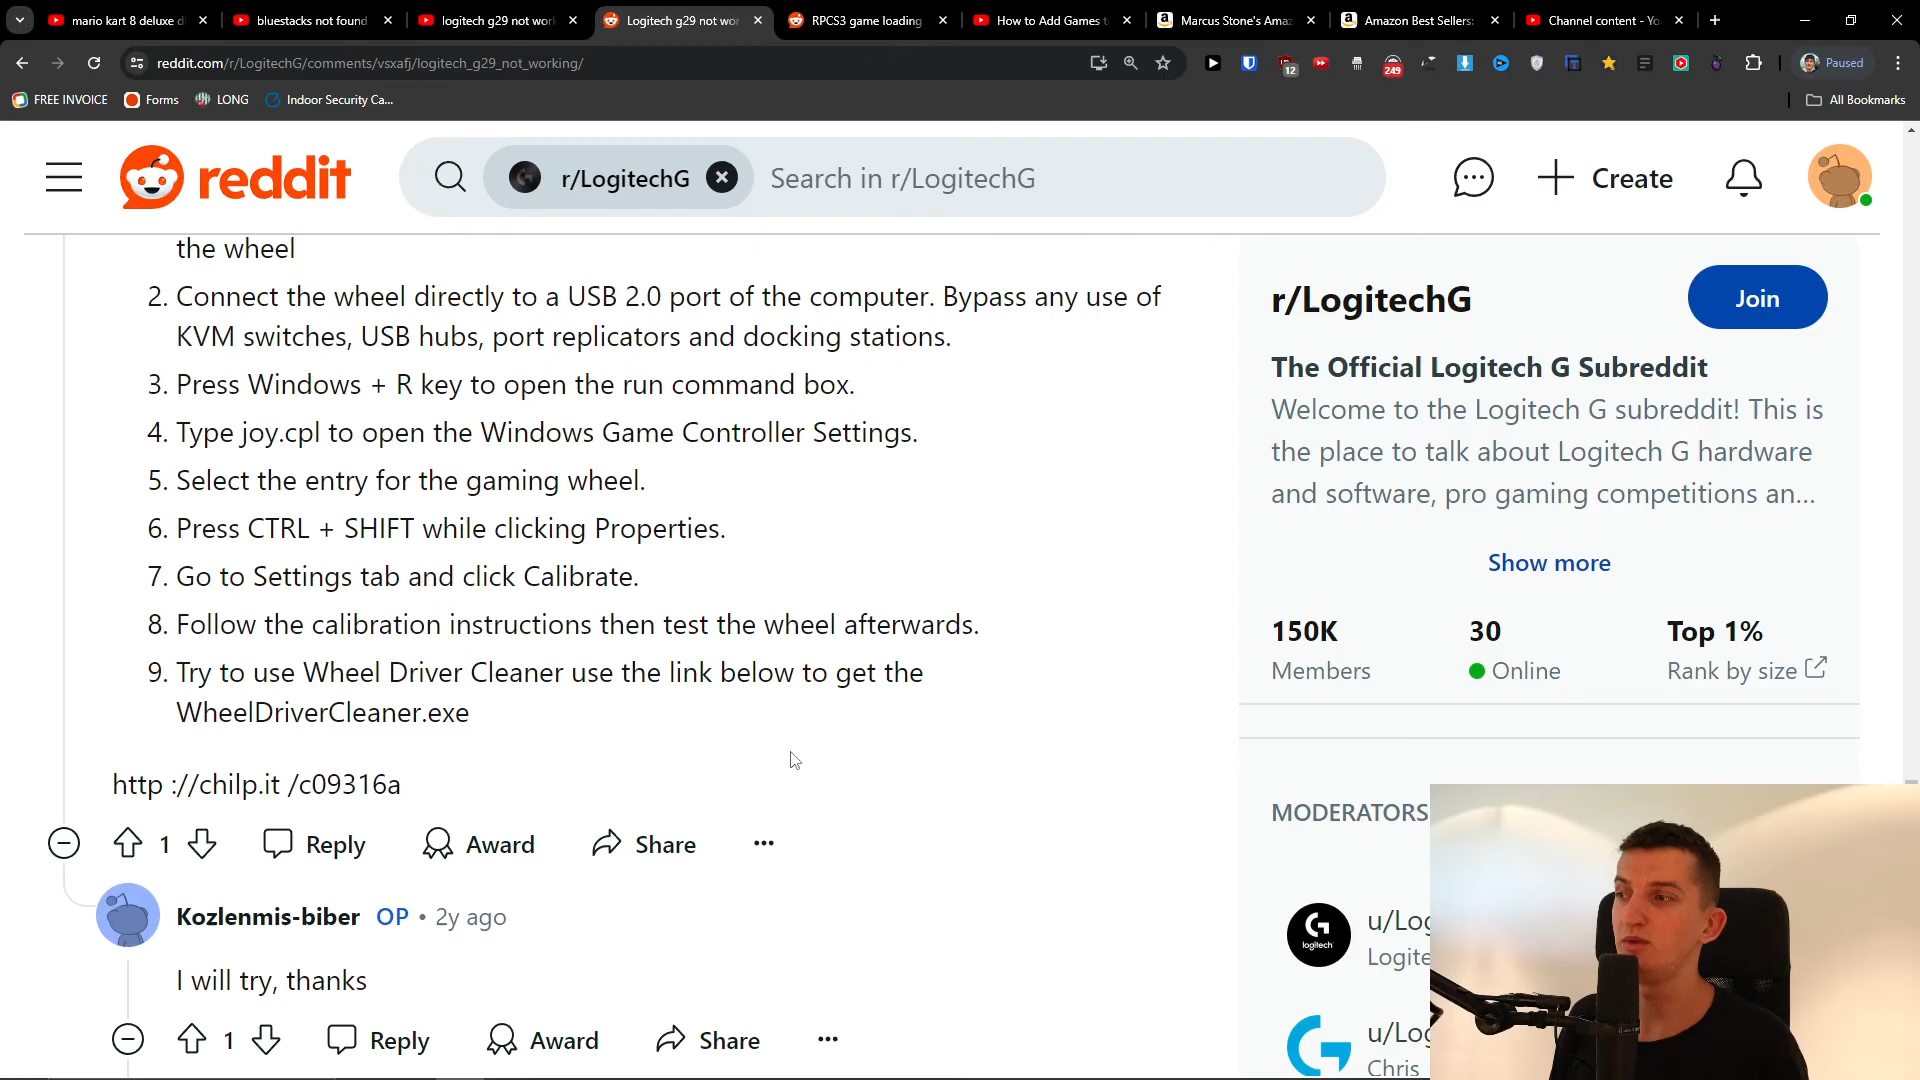 mario kart 8 deluxe d
bluestacks not found
logitech g29 not wor
Logitech g29 not wo
RPCS3 game loading
How to Add Games t
Marcus Stone's Ama
Amazon Best Sellers:
Channel content - Yo
reddit.com/r/LogitechG/comments/vsxafj/logitech_g29_not_working/
12
249
Paused
FREE INVOICE
Forms
LONG
Indoor Security Ca...
All Bookmarks
reddit
r/LogitechG
Search in r/LogitechG
Create
the wheel
2. Connect the wheel directly to a USB 2.0 port of the computer. Bypass any use of
KVM switches, USB hubs, port replicators and docking stations.
3. Press Windows + R key to open the run command box.
4. Type joy.cpl to open the Windows Game Controller Settings.
5. Select the entry for the gaming wheel.
6. Press CTRL + SHIFT while clicking Properties.
7. Go to Settings tab and click Calibrate.
8. Follow the calibration instructions then test the wheel afterwards.
9. Try to use Wheel Driver Cleaner use the link below to get the
WheelDriverCleaner.exe
http ://chilp.it /c09316a
1
Reply
Award
Share
Kozlenmis-biber OP • 2y ago
I will try, thanks
1
Reply
Award
Share
r/LogitechG
Join
The Official Logitech G Subreddit
Welcome to the Logitech G subreddit! This is
the place to talk about Logitech G hardware
and software, pro gaming competitions an...
Show more
150K
Members
30
Online
Top 1%
Rank by size
MODERATORS
logitech
u/Log
Logite
u/Log
Chris